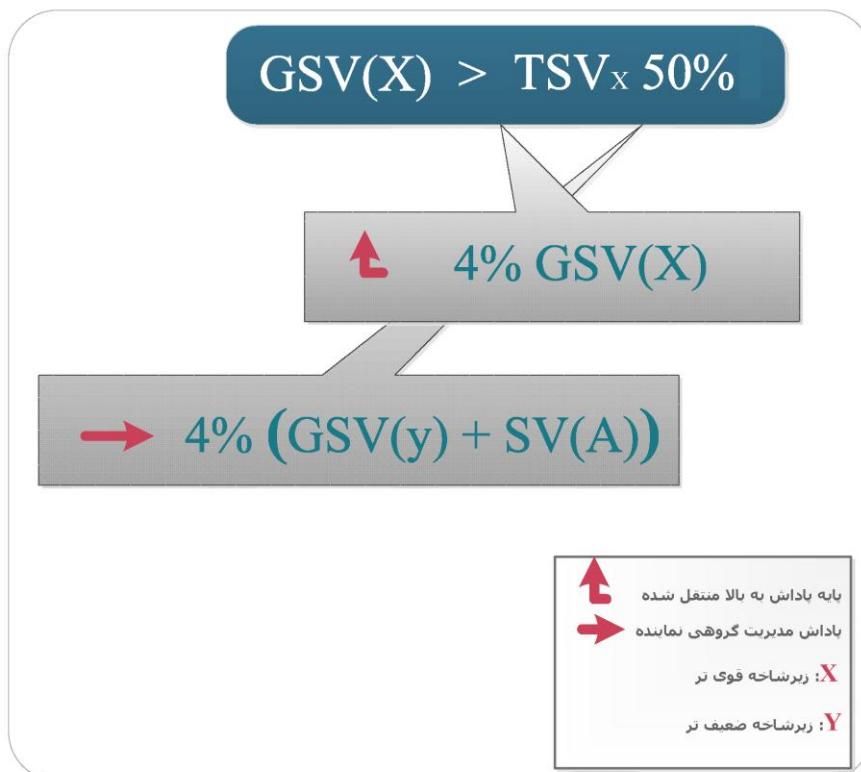 GSV(X) > TSVx 50%
4% GSV(X)
4% (GSV(y) + SV(A))
پایه پاداش به بالا منتقل شده
پاداش مدیریت گروهی نماینده
X: زیرشاخه قوی تر
Y: زیرشاخه ضعیف تر